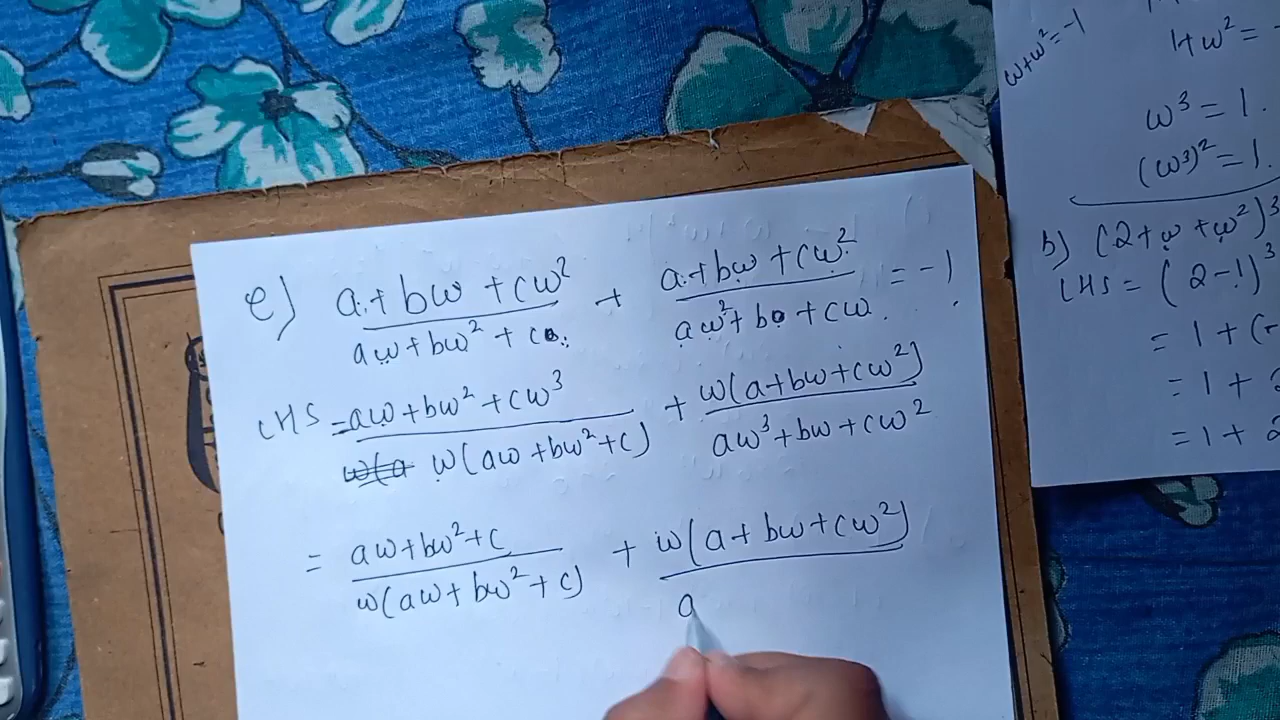 e) (a + bω + cω²)/(aω + bω² + c) + (a + bω + cω²)/(aω² + b + cω) = -1
LHS = (aω + bω² + cω³)/(ω(aω + bω² + c)) + (ω(a + bω + cω²))/(aω³ + bω + cω²)
= (aω + bω² + c)/(ω(aω + bω² + c)) + (ω(a + bω + cω²))/(a
ω + ω² = -1
1 + ω² = -
ω³ = 1.
(ω³)² = 1.
b) (2 + ω + ω²)³
LHS = (2 - 1)³
= 1 + (-
= 1 + 2
= 1 + 2